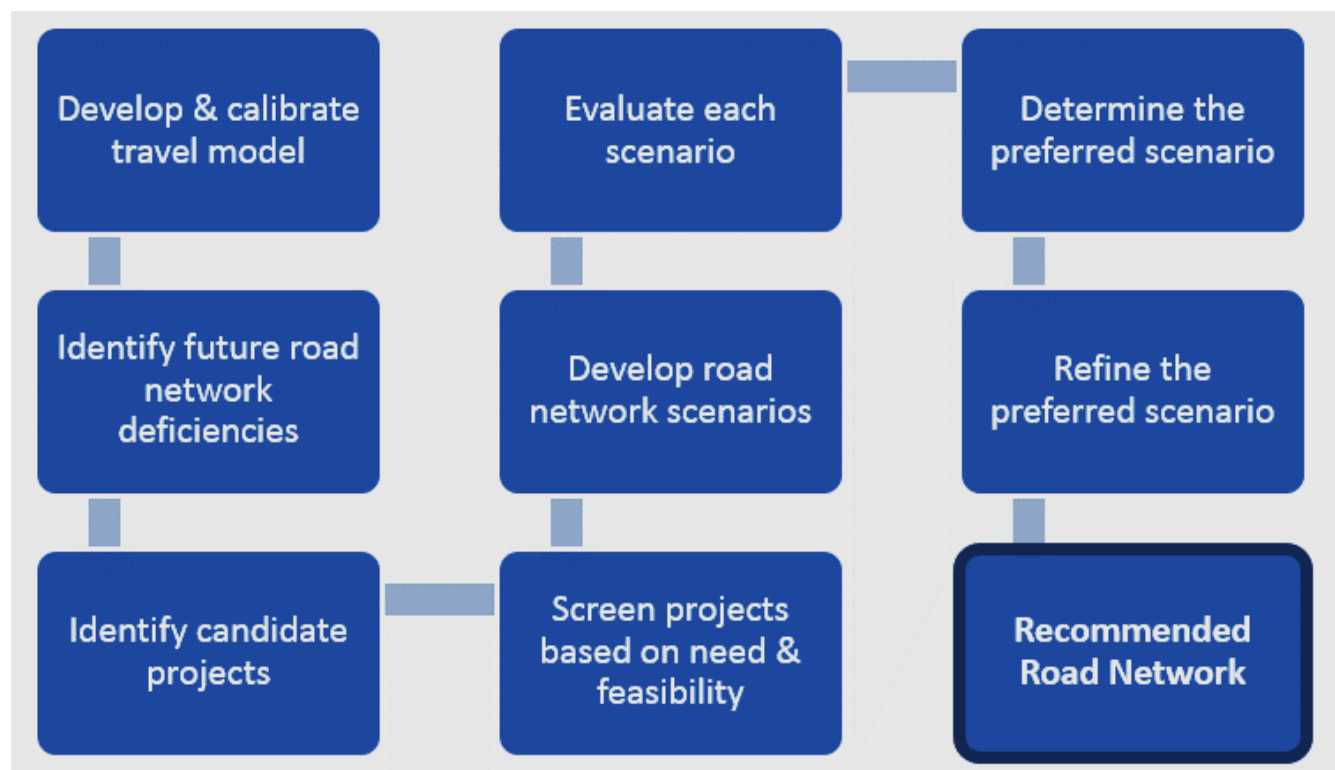 Develop & calibrate
travel model
Identify future road
network
deficiencies
Identify candidate
projects
Screen projects
based on need &
feasibility
Develop road
network scenarios
Evaluate each
scenario
Determine the
preferred scenario
Refine the
preferred scenario
Recommended
Road Network